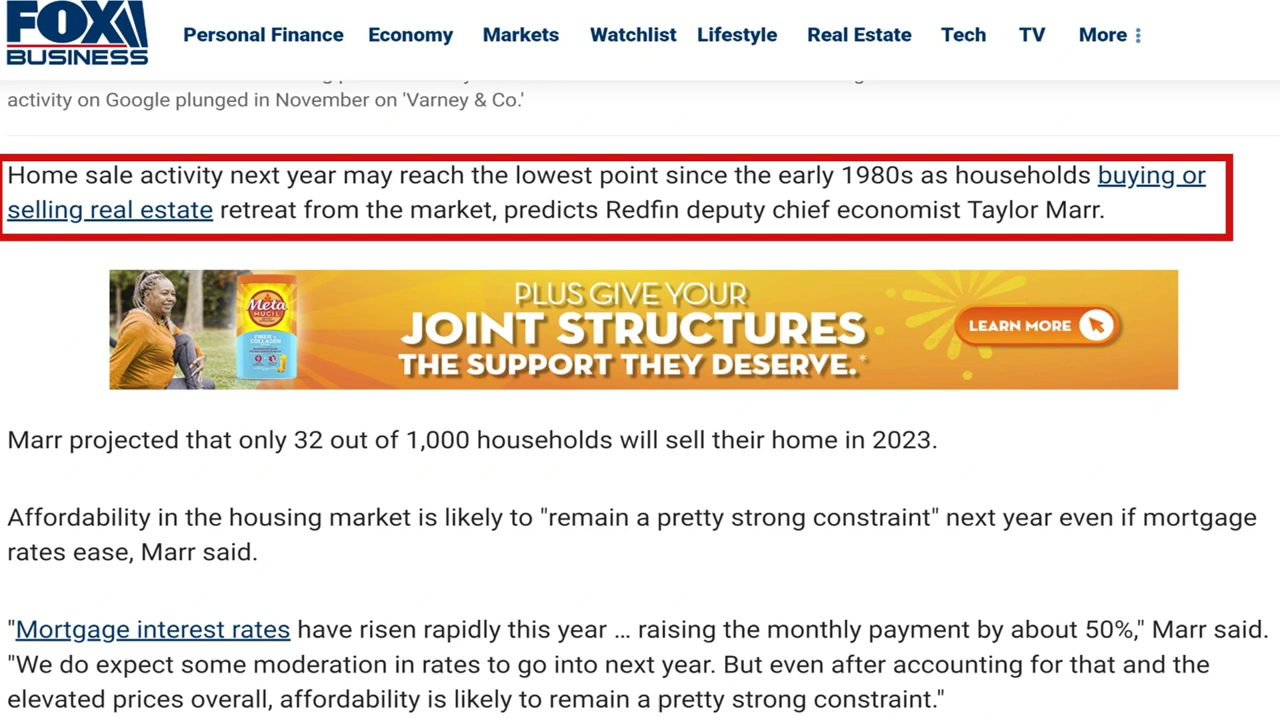 FOX
BUSINESS
Personal Finance Economy Markets Watchlist Lifestyle Real Estate Tech TV More
activity on Google plunged in November on 'Varney & Co.'
Home sale activity next year may reach the lowest point since the early 1980s as households buying or
selling real estate retreat from the market, predicts Redfin deputy chief economist Taylor Marr.
Meta
MUCIL
FIBER +
COLLAGEN
PLUS GIVE YOUR
JOINT STRUCTURES
THE SUPPORT THEY DESERVE.*
LEARN MORE
Marr projected that only 32 out of 1,000 households will sell their home in 2023.
Affordability in the housing market is likely to "remain a pretty strong constraint" next year even if mortgage
rates ease, Marr said.
"Mortgage interest rates have risen rapidly this year ... raising the monthly payment by about 50%," Marr said.
"We do expect some moderation in rates to go into next year. But even after accounting for that and the
elevated prices overall, affordability is likely to remain a pretty strong constraint."